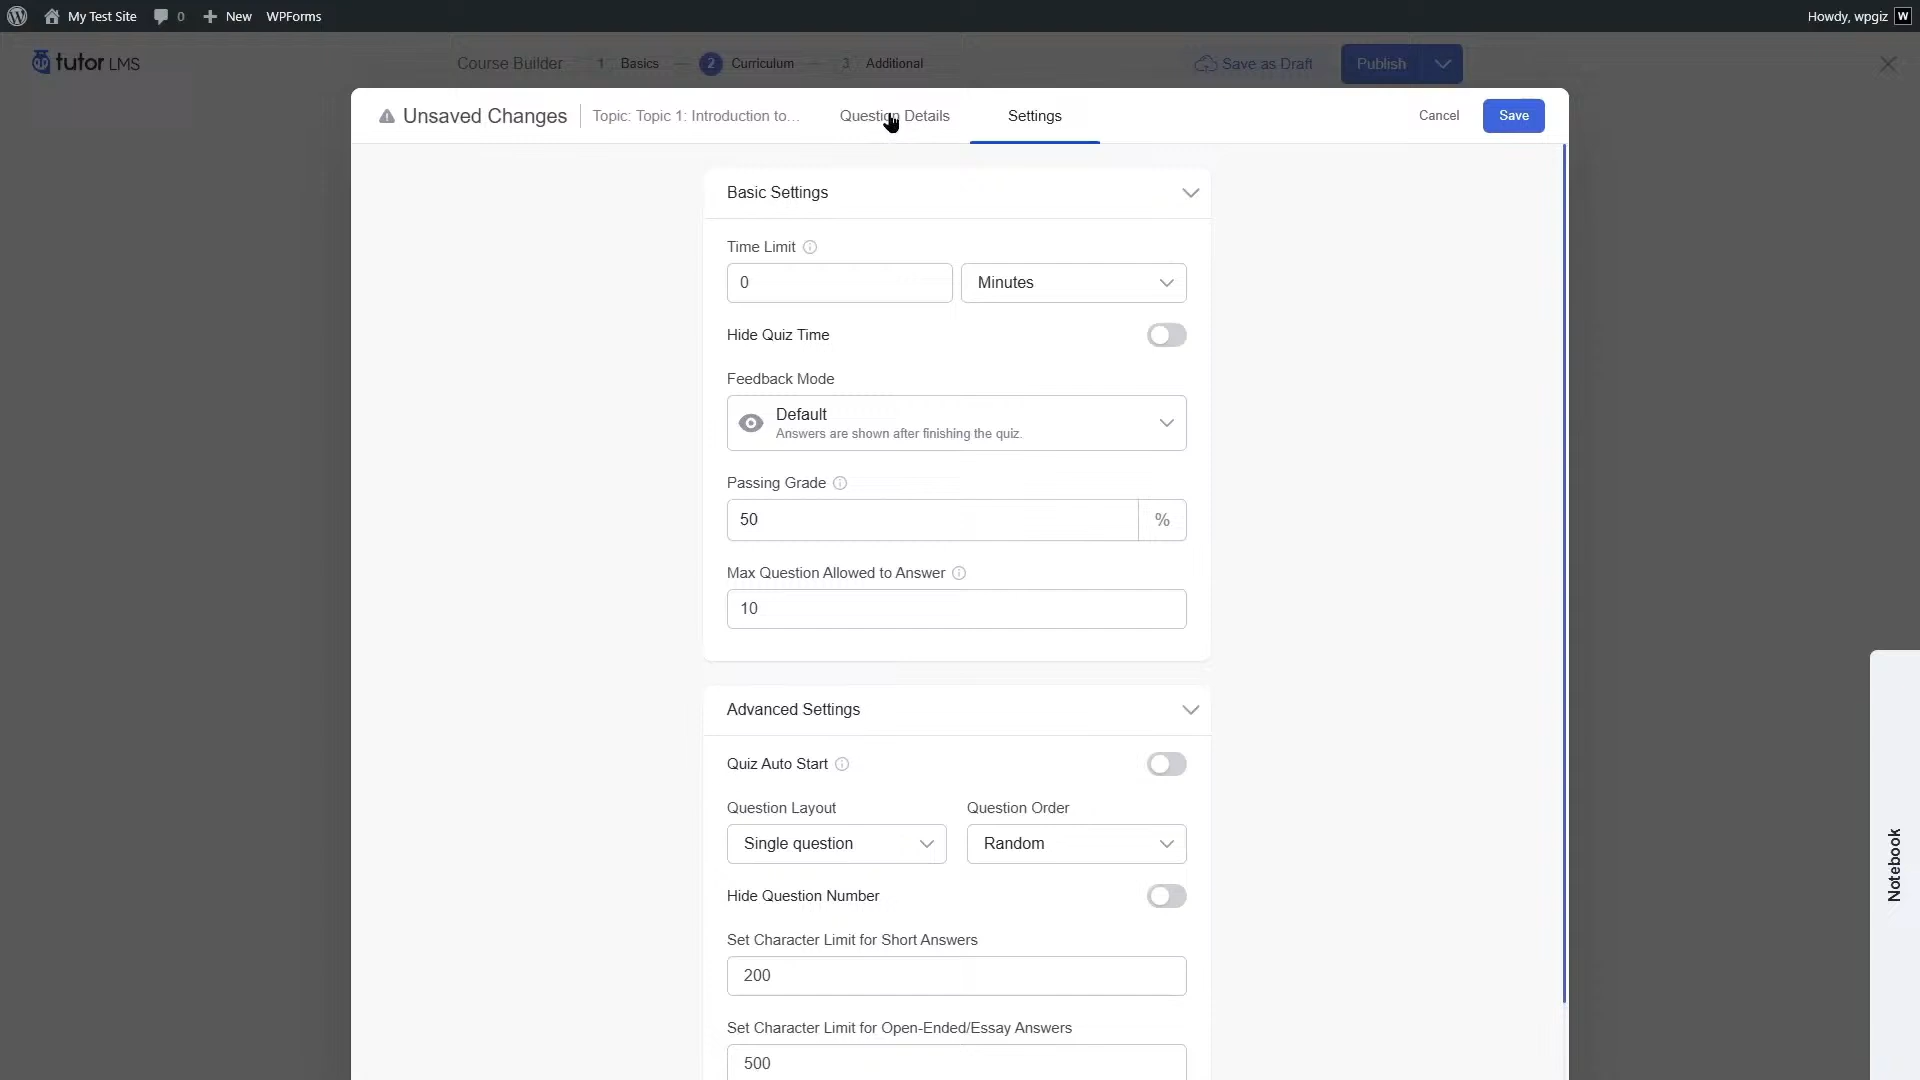 My Test Site 0 New WPForms Howdy, wpgiz W
tutor LMS Course Builder 1 Basics 2 Curriculum 3 Additional Save as Draft Publish
Unsaved Changes Topic: Topic 1: Introduction to... Question Details Settings Cancel Save
Basic Settings
Time Limit
0 Minutes
Hide Quiz Time
Feedback Mode
Default
Answers are shown after finishing the quiz.
Passing Grade
50 %
Max Question Allowed to Answer
10
Advanced Settings
Quiz Auto Start
Question Layout Question Order
Single question Random
Hide Question Number
Set Character Limit for Short Answers
200
Set Character Limit for Open-Ended/Essay Answers
500
Notebook